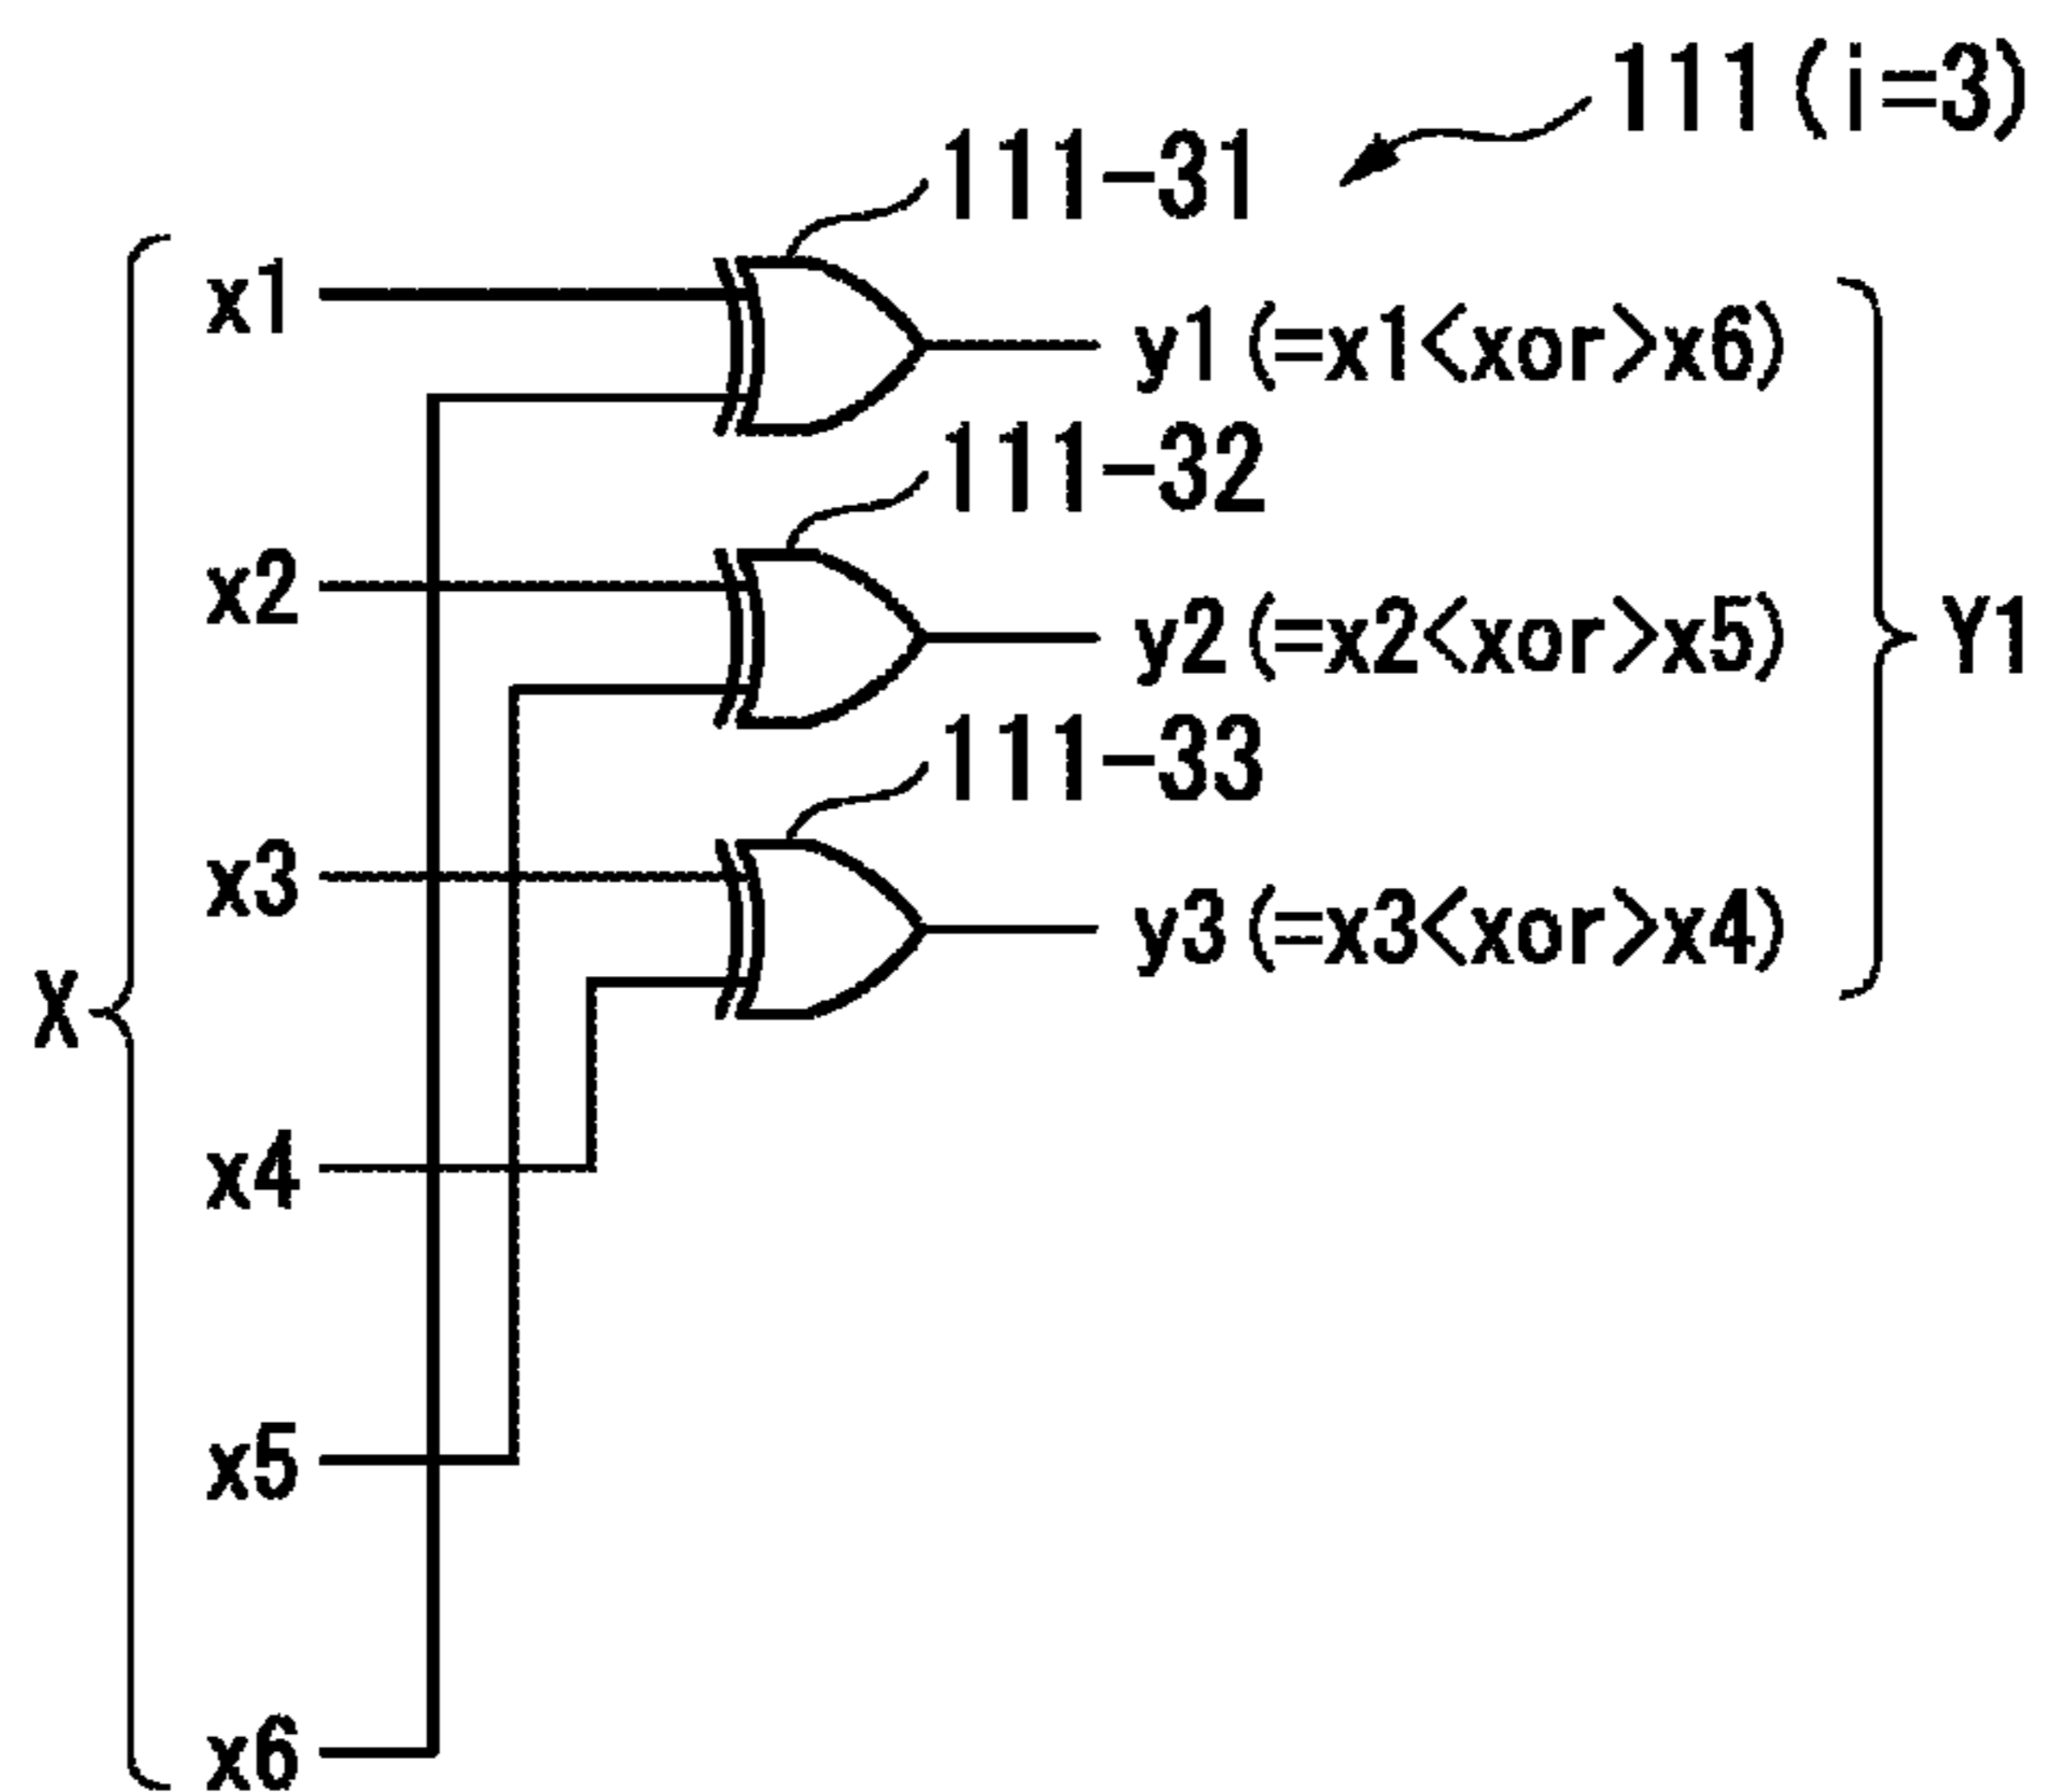 111(i=3)
111-31
x1
y1(=x1<xor>x6)
111-32
x2
y2(=x2<xor>x5)
Y1
111-33
x3
y3(=x3<xor>x4)
X
x4
x5
x6